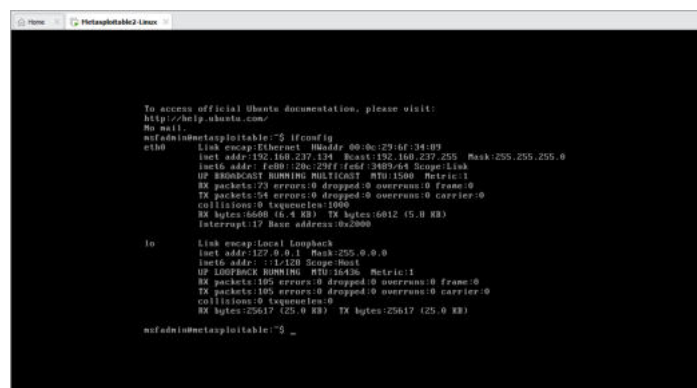 Home
Metasploitable2-Linux
To access official Ubuntu documentation, please visit:
http://help.ubuntu.com/
No mail.
msfadmin@metasploitable:~$ ifconfig
eth0 Link encap:Ethernet HWaddr 00:0c:29:6f:34:89
inet addr:192.168.237.134 Bcast:192.168.237.255 Mask:255.255.255.0
inet6 addr: fe80::20c:29ff:fe6f:3489/64 Scope:Link
UP BROADCAST RUNNING MULTICAST MTU:1500 Metric:1
RX packets:73 errors:0 dropped:0 overruns:0 frame:0
TX packets:54 errors:0 dropped:0 overruns:0 carrier:0
collisions:0 txqueuelen:1000
RX bytes:6608 (6.4 KB) TX bytes:6012 (5.8 KB)
Interrupt:17 Base address:0x2000
lo Link encap:Local Loopback
inet addr:127.0.0.1 Mask:255.0.0.0
inet6 addr: ::1/128 Scope:Host
UP LOOPBACK RUNNING MTU:16436 Metric:1
RX packets:105 errors:0 dropped:0 overruns:0 frame:0
TX packets:105 errors:0 dropped:0 overruns:0 carrier:0
collisions:0 txqueuelen:0
RX bytes:25617 (25.0 KB) TX bytes:25617 (25.0 KB)
msfadmin@metasploitable:~$ _